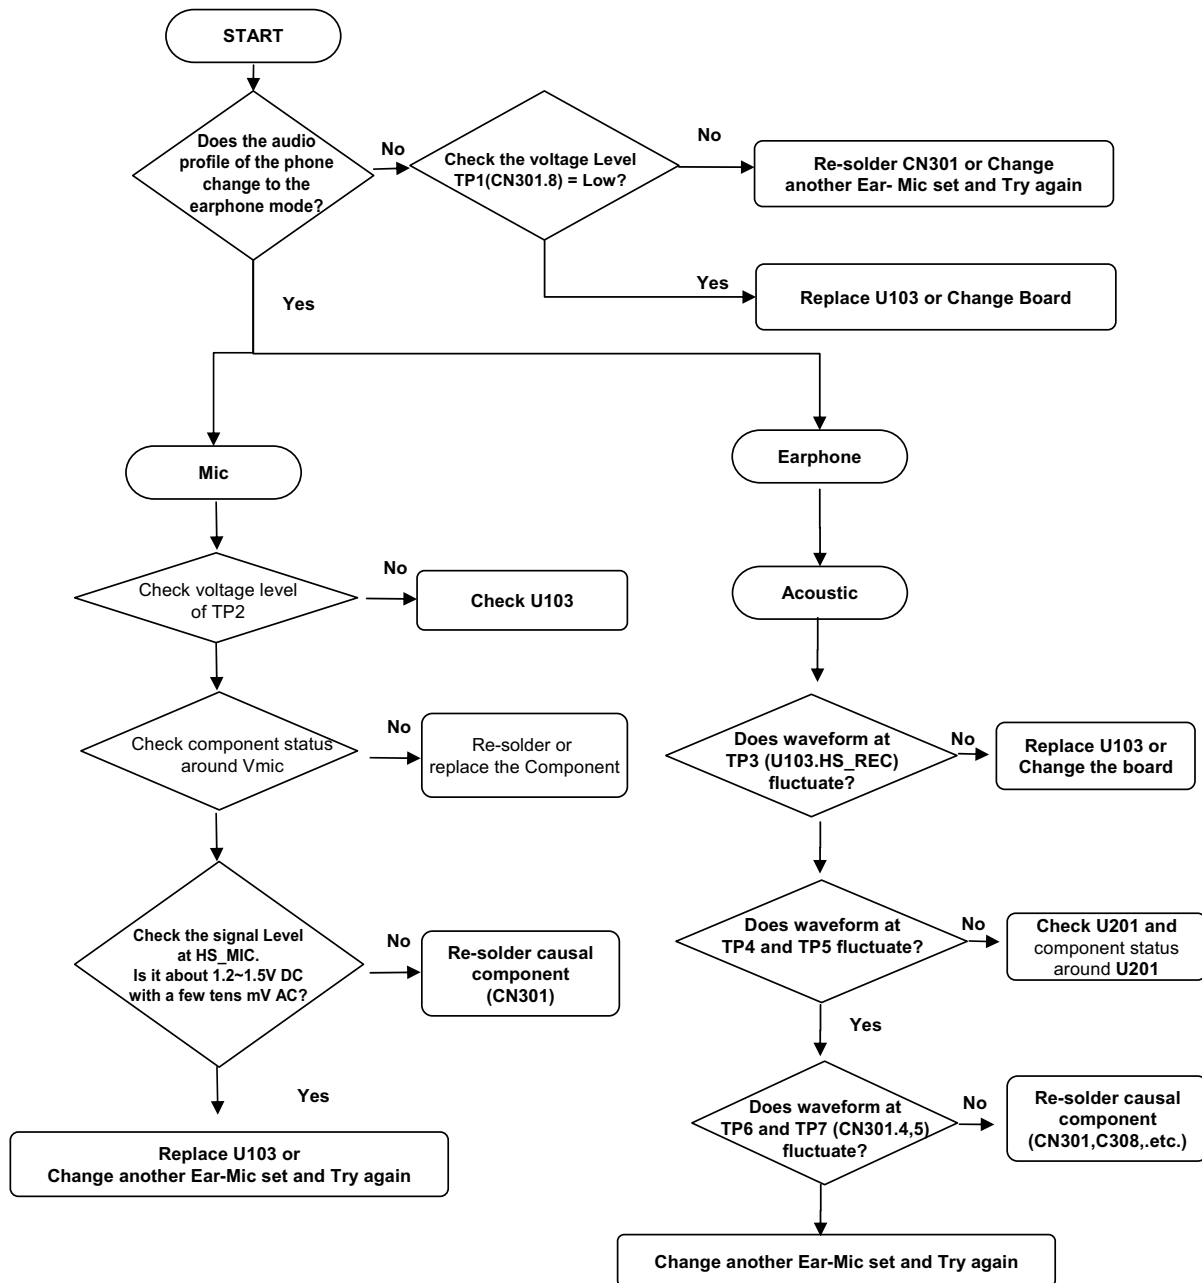 START
Does the audio
profile of the phone
change to the
earphone mode?
No
Check the voltage Level
TP1(CN301.8) = Low?
No
Re-solder CN301 or Change
another Ear- Mic set and Try again
Yes
Replace U103 or Change Board
Yes
Mic
Check voltage level
of TP2
No
Check U103
Check component status
around Vmic
No
Re-solder or
replace the Component
Check the signal Level
at HS_MIC.
Is it about 1.2~1.5V DC
with a few tens mV AC?
No
Re-solder causal
component
(CN301)
Yes
Replace U103 or
Change another Ear-Mic set and Try again
Earphone
Acoustic
Does waveform at
TP3 (U103.HS_REC)
fluctuate?
No
Replace U103 or
Change the board
Does waveform at
TP4 and TP5 fluctuate?
No
Check U201 and
component status
around U201
Yes
Does waveform at
TP6 and TP7 (CN301.4,5)
fluctuate?
No
Re-solder causal
component
(CN301,C308,.etc.)
Change another Ear-Mic set and Try again